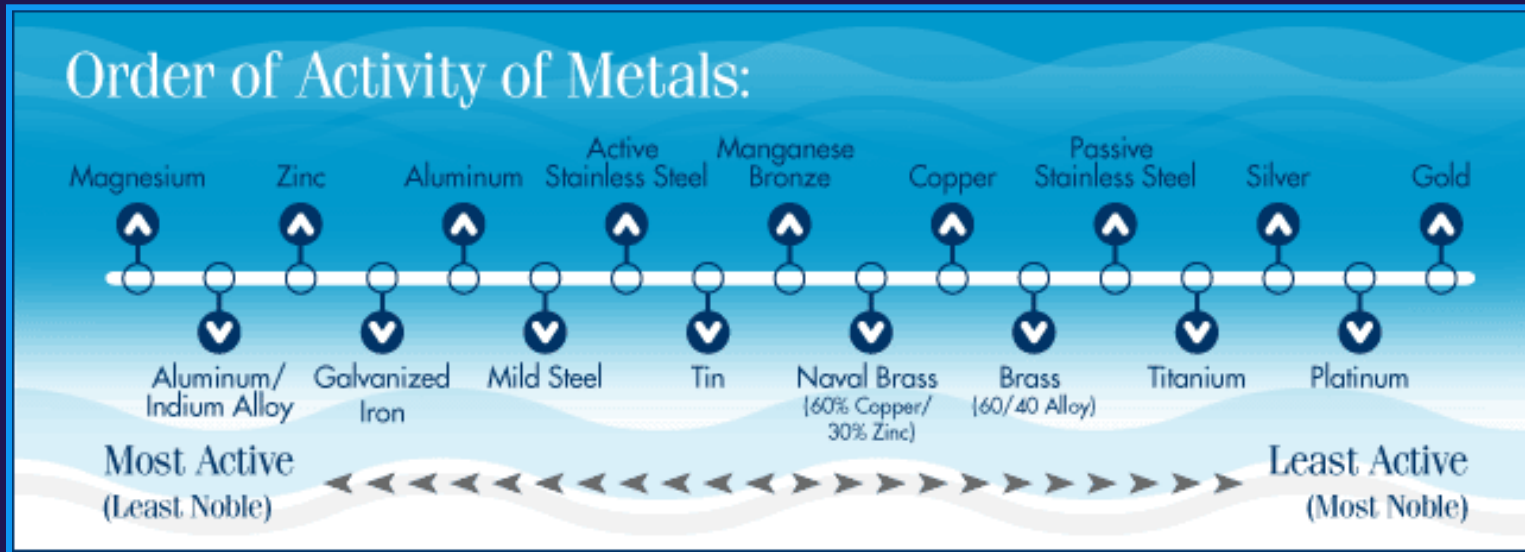 Order of Activity of Metals:
Magnesium
Zinc
Aluminum
Active
Stainless Steel
Manganese
Bronze
Copper
Passive
Stainless Steel
Silver
Gold
Aluminum/
Indium Alloy
Galvanized
Iron
Mild Steel
Tin
Naval Brass
(60% Copper/
30% Zinc)
Brass
(60/40 Alloy)
Titanium
Platinum
Most Active
(Least Noble)
Least Active
(Most Noble)